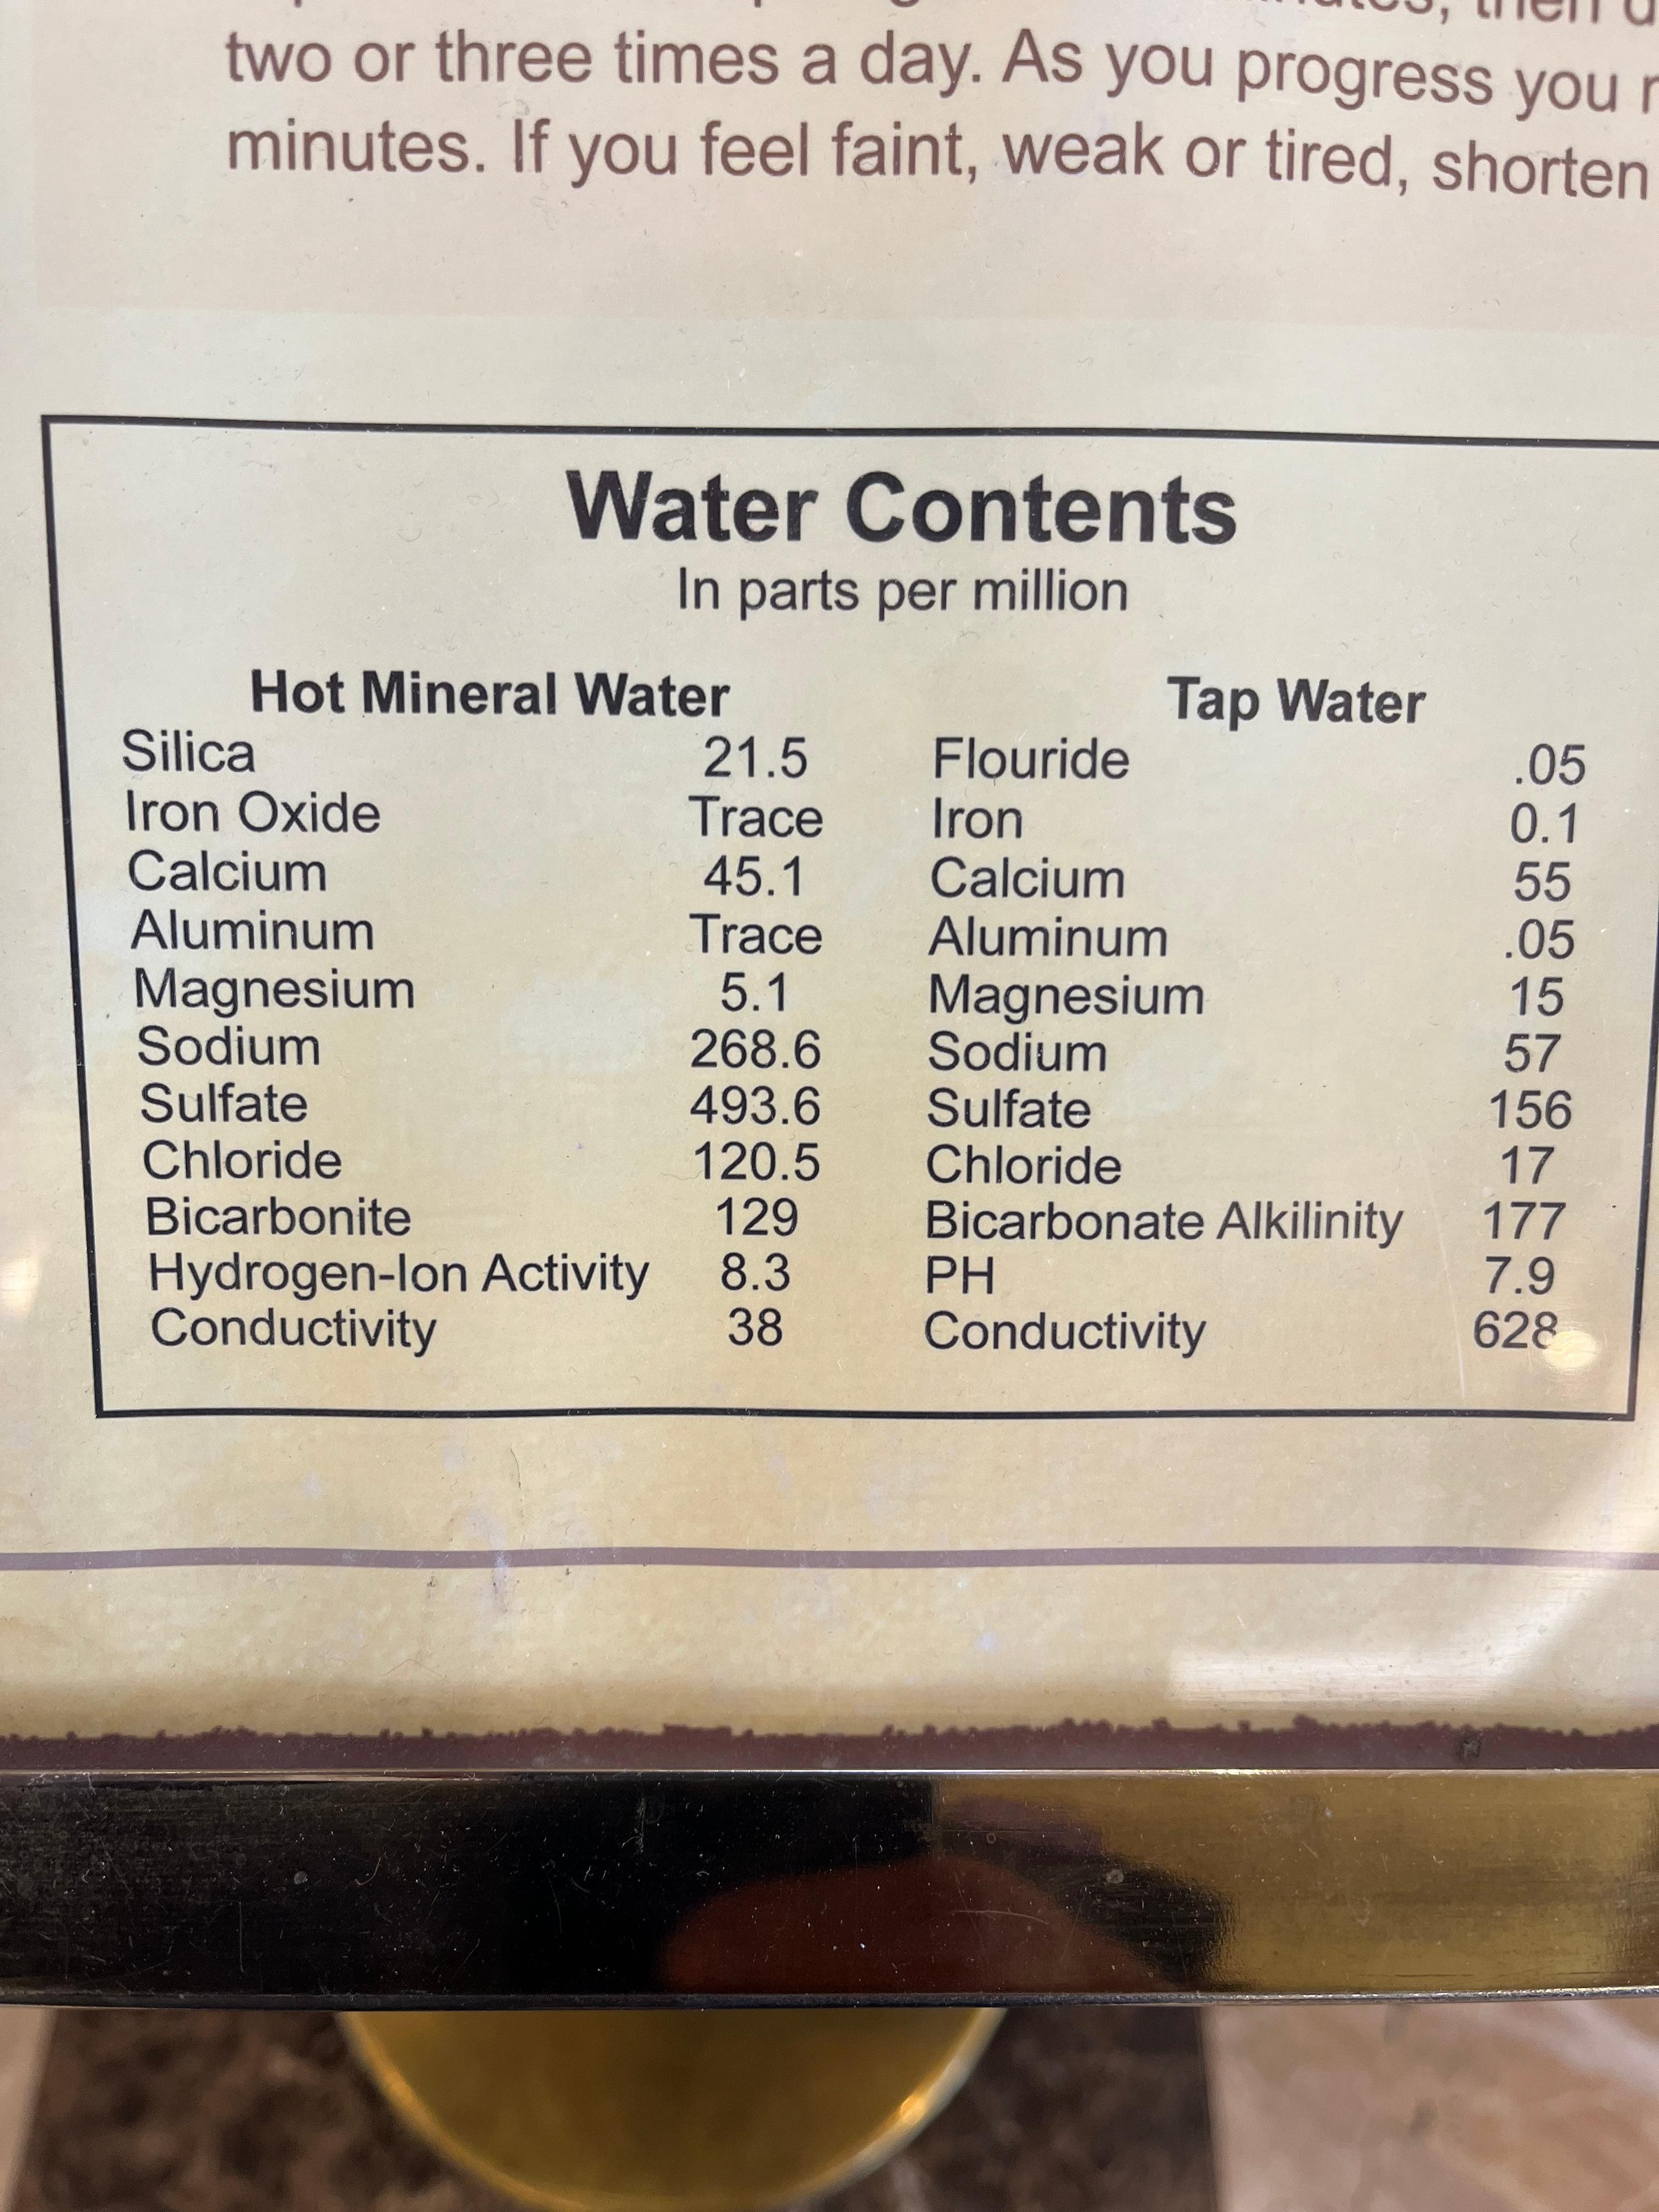 then
two or three times a day. As you progress you
minutes. If you feel faint, weak or tired, shorten
Water Contents
In parts per million
Hot Mineral Water Tap Water
Silica 21.5 Flouride .05
Iron Oxide Trace Iron 0.1
Calcium 45.1 Calcium 55
Aluminum Trace Aluminum .05
Magnesium 5.1 Magnesium 15
Sodium 268.6 Sodium 57
Sulfate 493.6 Sulfate 156
Chloride 120.5 Chloride 17
Bicarbonite 129 Bicarbonate Alkilinity 177
Hydrogen-Ion Activity 8.3 PH 7.9
Conductivity 38 Conductivity 628